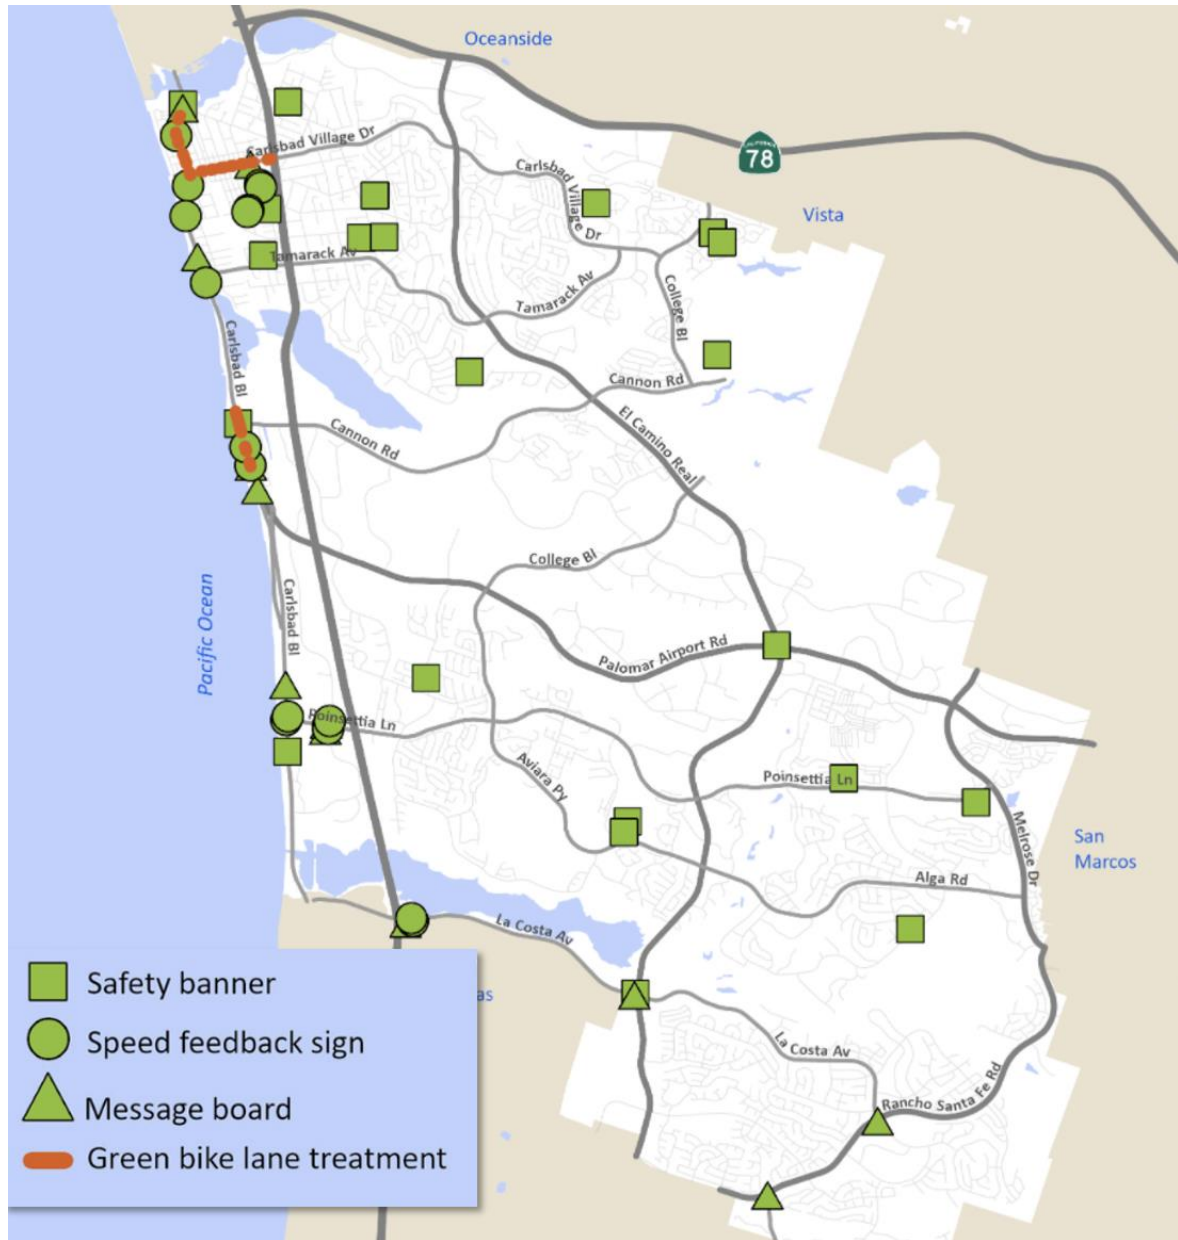 Oceanside
Carlsbad Village Dr
CALIFORNIA
78
Carlsbad Village Dr
Vista
Tamarack Av
College Bl
Tamarack Av
Carlsbad Bl
Cannon Rd
El Camino Real
Cannon Rd
College Bl
Pacific Ocean
Carlsbad Bl
Palomar Airport Rd
Poinsettia Ln
Aviara Py
Poinsettia Ln
Melrose Dr
San
Marcos
Alga Rd
La Costa Av
as
La Costa Av
Rancho Santa Fe Rd
Safety banner
Speed feedback sign
Message board
Green bike lane treatment